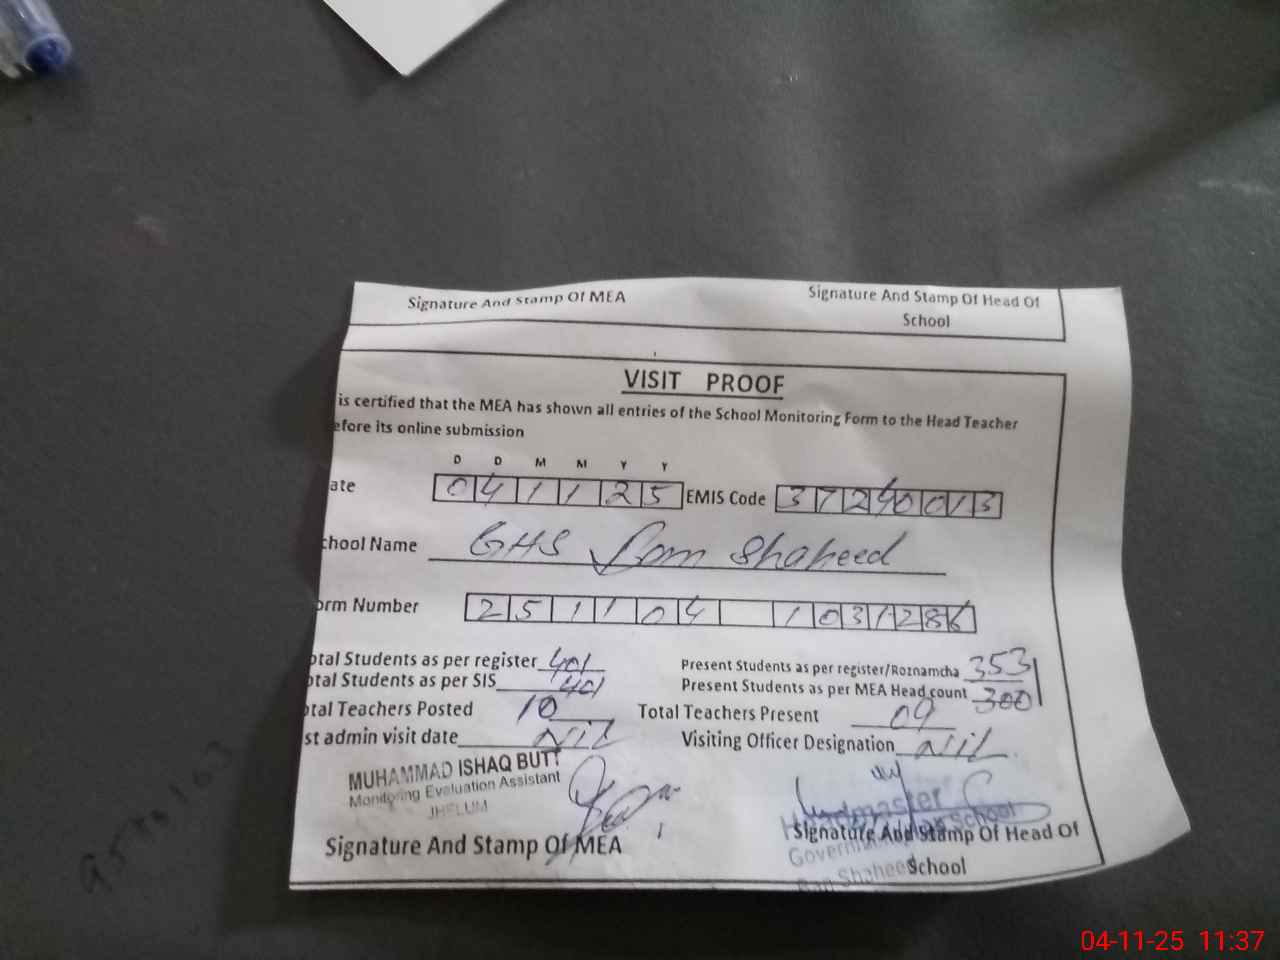 Signature And Stamp Of MEA
Signature And Stamp Of Head Of
School
VISIT PROOF
is certified that the MEA has shown all entries of the School Monitoring Form to the Head Teacher
efore its online submission
D D M M Y Y
ate 0 4 1 1 2 5 EMIS Code 3 7 2 4 0 0 1 3
chool Name GHS Shaheed
orm Number 2 5 1 1 0 4 1 0 3 1 2 8 6
otal Students as per register 401 Present Students as per register/Roznamcha 353
otal Students as per SIS 401 Present Students as per MEA Head count 300
otal Teachers Posted 10 Total Teachers Present 09
st admin visit date Nil Visiting Officer Designation Nil
MUHAMMAD ISHAQ BUTT
Monitoring Evaluation Assistant
JHELUM
Headmaster
School
Signature And Stamp Of MEA
Signature And Stamp Of Head Of
School
Shaheed
04-11-25 11:37